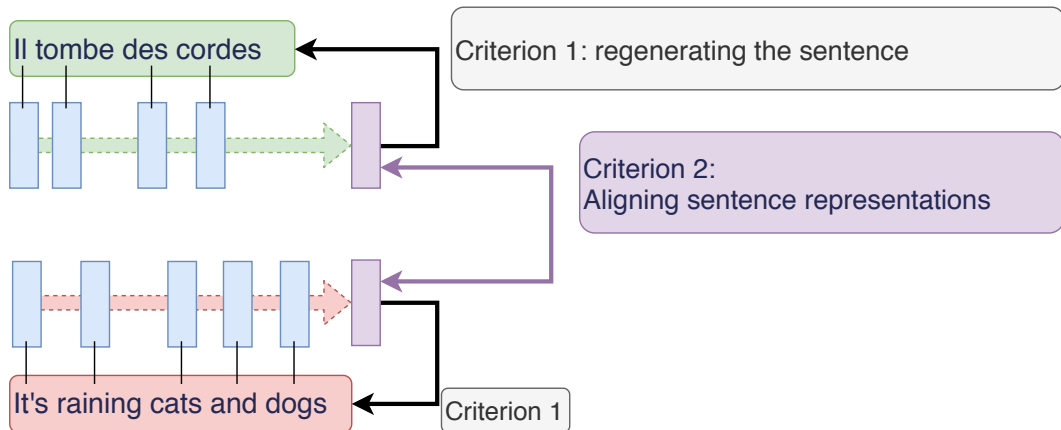 Il tombe des cordes
Criterion 1: regenerating the sentence
Criterion 2:
Aligning sentence representations
It's raining cats and dogs
Criterion 1